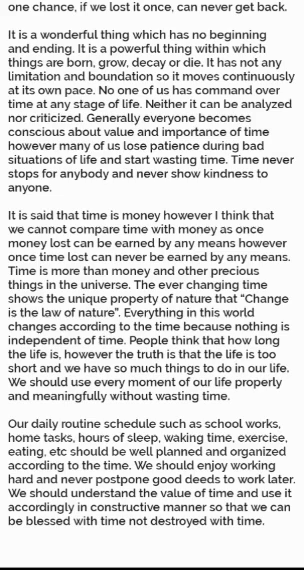 one chance, if we lost it once, can never get back.
It is a wonderful thing which has no beginning
and ending. It is a powerful thing within which
things are born, grow, decay or die. It has not any
limitation and boundation so it moves continuously
at its own pace. No one of us has command over
time at any stage of life. Neither it can be analyzed
nor criticized. Generally everyone becomes
conscious about value and importance of time
however many of us lose patience during bad
situations of life and start wasting time. Time never
stops for anybody and never show kindness to
anyone.
It is said that time is money however I think that
we cannot compare time with money as once
money lost can be earned by any means however
once time lost can never be earned by any means.
Time is more than money and other precious
things in the universe. The ever changing time
shows the unique property of nature that “Change
is the law of nature”. Everything in this world
changes according to the time because nothing is
independent of time. People think that how long
the life is, however the truth is that the life is too
short and we have so much things to do in our life.
We should use every moment of our life properly
and meaningfully without wasting time.
Our daily routine schedule such as school works,
home tasks, hours of sleep, waking time, exercise,
eating, etc should be well planned and organized
according to the time. We should enjoy working
hard and never postpone good deeds to work later.
We should understand the value of time and use it
accordingly in constructive manner so that we can
be blessed with time not destroyed with time.